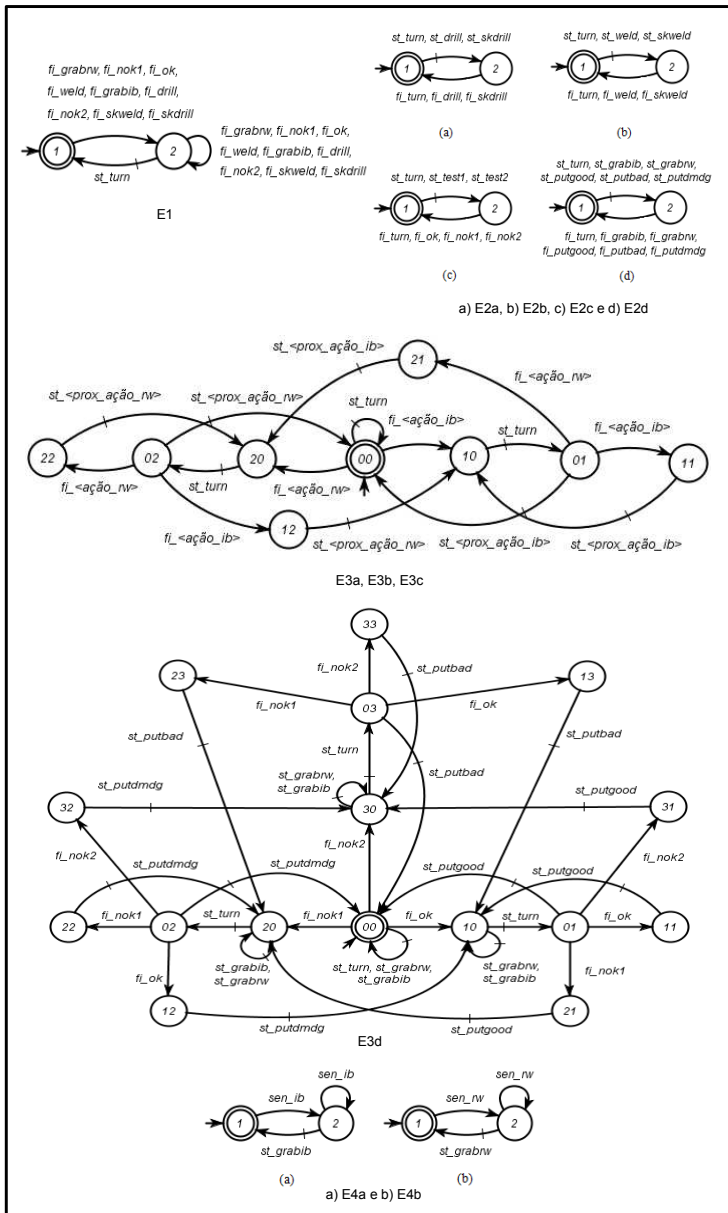 fi_grabrw, fi_nok1, fi_ok,
fi_weld, fi_grabib, fi_drill,
fi_nok2, fi_skweld, fi_skdrill
1
2
st_turn
fi_grabrw, fi_nok1, fi_ok,
fi_weld, fi_grabib, fi_drill,
fi_nok2, fi_skweld, fi_skdrill
E1
st_turn, st_drill, st_skdrill
1
2
fi_turn, fi_drill, fi_skdrill
(a)
st_turn, st_weld, st_skweld
1
2
fi_turn, fi_weld, fi_skweld
(b)
st_turn, st_test1, st_test2
1
2
fi_turn, fi_ok, fi_nok1, fi_nok2
(c)
st_turn, st_grabib, st_grabrw,
st_putgood, st_putbad, st_putdmdg
1
2
fi_turn, fi_grabib, fi_grabrw,
fi_putgood, fi_putbad, fi_putdmdg
(d)
a) E2a, b) E2b, c) E2c e d) E2d
st_<prox_ação_ib>
21
fi_<ação_rw>
st_<prox_ação_rw>
st_<prox_ação_rw>
st_turn
fi_<ação_ib>
st_turn
fi_<ação_ib>
22
02
20
00
10
01
11
fi_<ação_rw>
st_turn
fi_<ação_rw>
fi_<ação_ib>
12
st_<prox_ação_rw>
st_<prox_ação_ib>
st_<prox_ação_ib>
E3a, E3b, E3c
33
fi_nok2
st_putbad
23
13
fi_nok1
03
fi_ok
st_putbad
st_turn
st_putbad
st_putbad
st_grabrw,
st_grabib
st_putdmdg
st_putgood
32
30
31
fi_nok2
fi_nok2
fi_nok2
st_putdmdg
st_putdmdg
st_putgood
st_putgood
22
fi_nok1
02
st_turn
20
fi_nok1
00
fi_ok
10
st_turn
01
fi_ok
11
st_grabib,
st_grabrw
st_turn, st_grabrw,
st_grabib
st_grabrw,
st_grabib
fi_ok
fi_nok1
12
21
st_putdmdg
st_putgood
E3d
sen_ib
sen_ib
1
2
st_grabib
(a)
sen_rw
sen_rw
1
2
st_grabrw
(b)
a) E4a e b) E4b